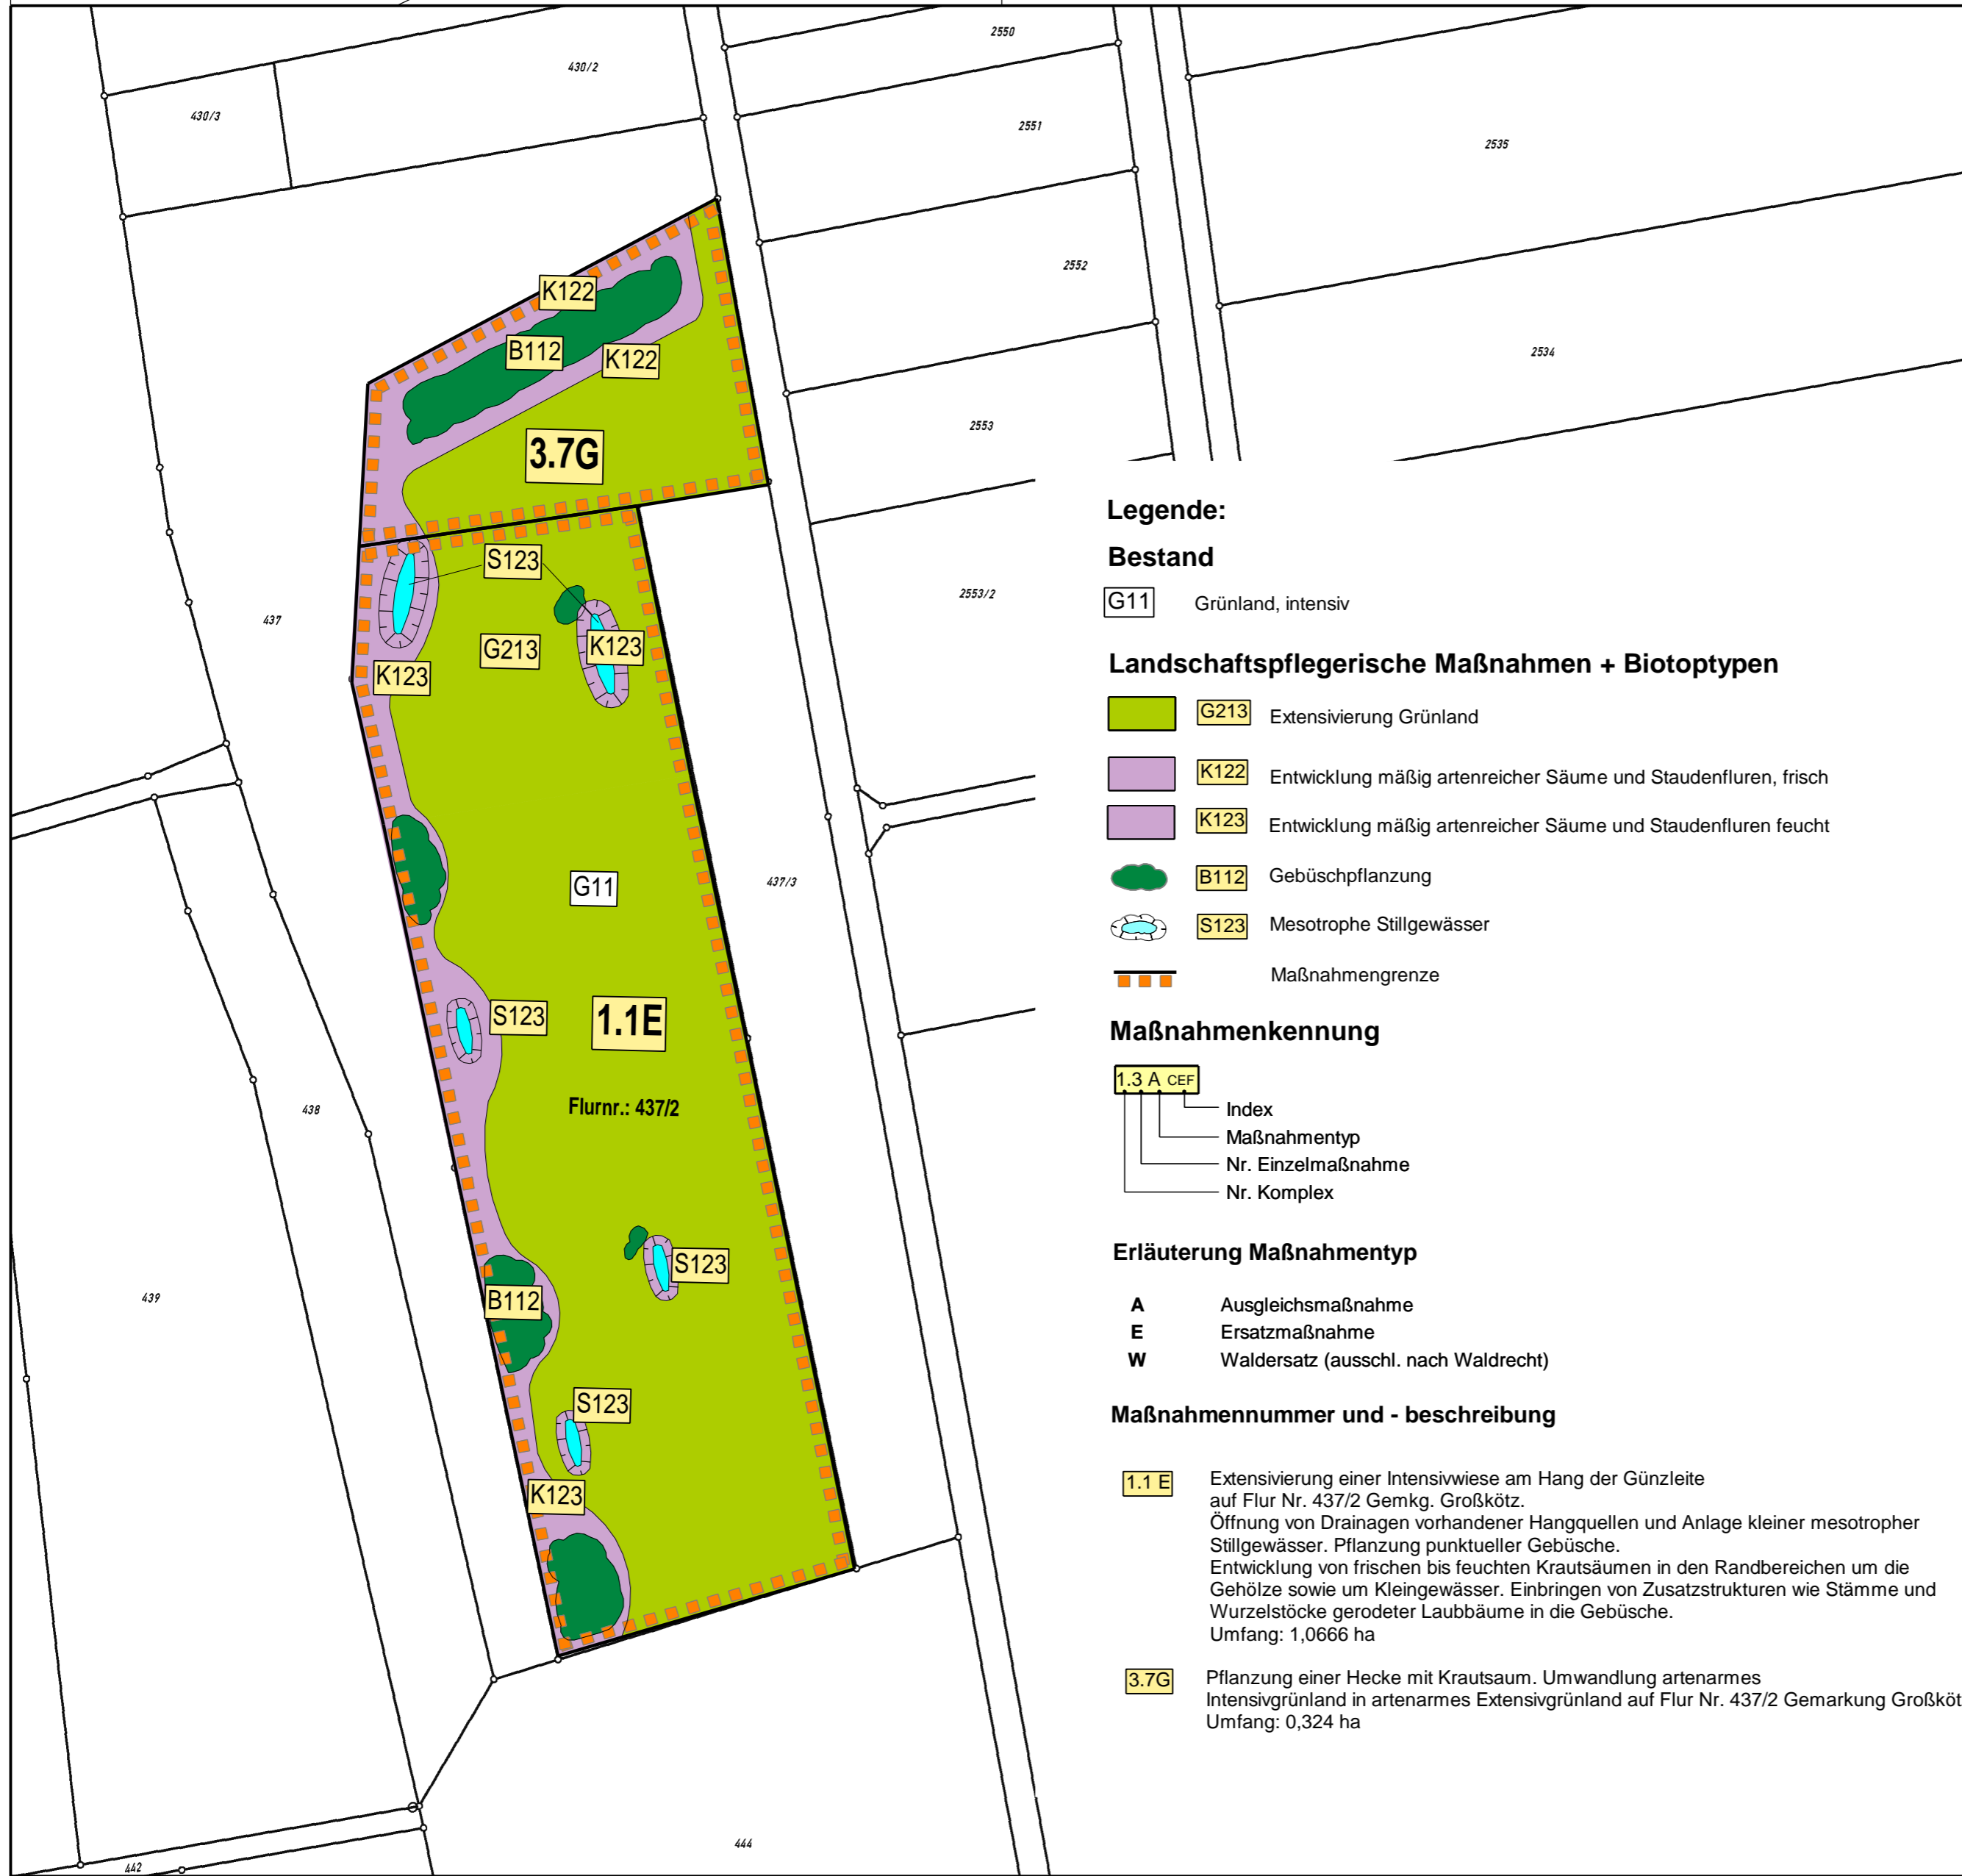 2550
430/2
430/3
2551
2535
2552
K122
B112
K122
2534
2553
3.7G
S123
2553/2
437
K123
G213
K123
437/3
G11
S123
1.1E
Flurnr.: 437/2
438
S123
439
B112
S123
K123
444
442
Legende:
Bestand
G11 Grünland, intensiv
Landschaftspflegerische Maßnahmen + Biotoptypen
G213 Extensivierung Grünland
K122 Entwicklung mäßig artenreicher Säume und Staudenfluren, frisch
K123 Entwicklung mäßig artenreicher Säume und Staudenfluren feucht
B112 Gebüschpflanzung
S123 Mesotrophe Stillgewässer
Maßnahmengrenze
Maßnahmenkennung
1.3 A CEF
Index
Maßnahmentyp
Nr. Einzelmaßnahme
Nr. Komplex
Erläuterung Maßnahmentyp
A Ausgleichsmaßnahme
E Ersatzmaßnahme
W Waldersatz (ausschl. nach Waldrecht)
Maßnahmennummer und - beschreibung
1.1 E Extensivierung einer Intensivwiese am Hang der Günzleite
auf Flur Nr. 437/2 Gemkg. Großkötz.
Öffnung von Drainagen vorhandener Hangquellen und Anlage kleiner mesotropher
Stillgewässer. Pflanzung punktueller Gebüsche.
Entwicklung von frischen bis feuchten Krautsäumen in den Randbereichen um die
Gehölze sowie um Kleingewässer. Einbringen von Zusatzstrukturen wie Stämme und
Wurzelstöcke gerodeter Laubbäume in die Gebüsche.
Umfang: 1,0666 ha
3.7G Pflanzung einer Hecke mit Krautsaum. Umwandlung artenarmes
Intensivgrünland in artenarmes Extensivgrünland auf Flur Nr. 437/2 Gemarkung Großköt
Umfang: 0,324 ha